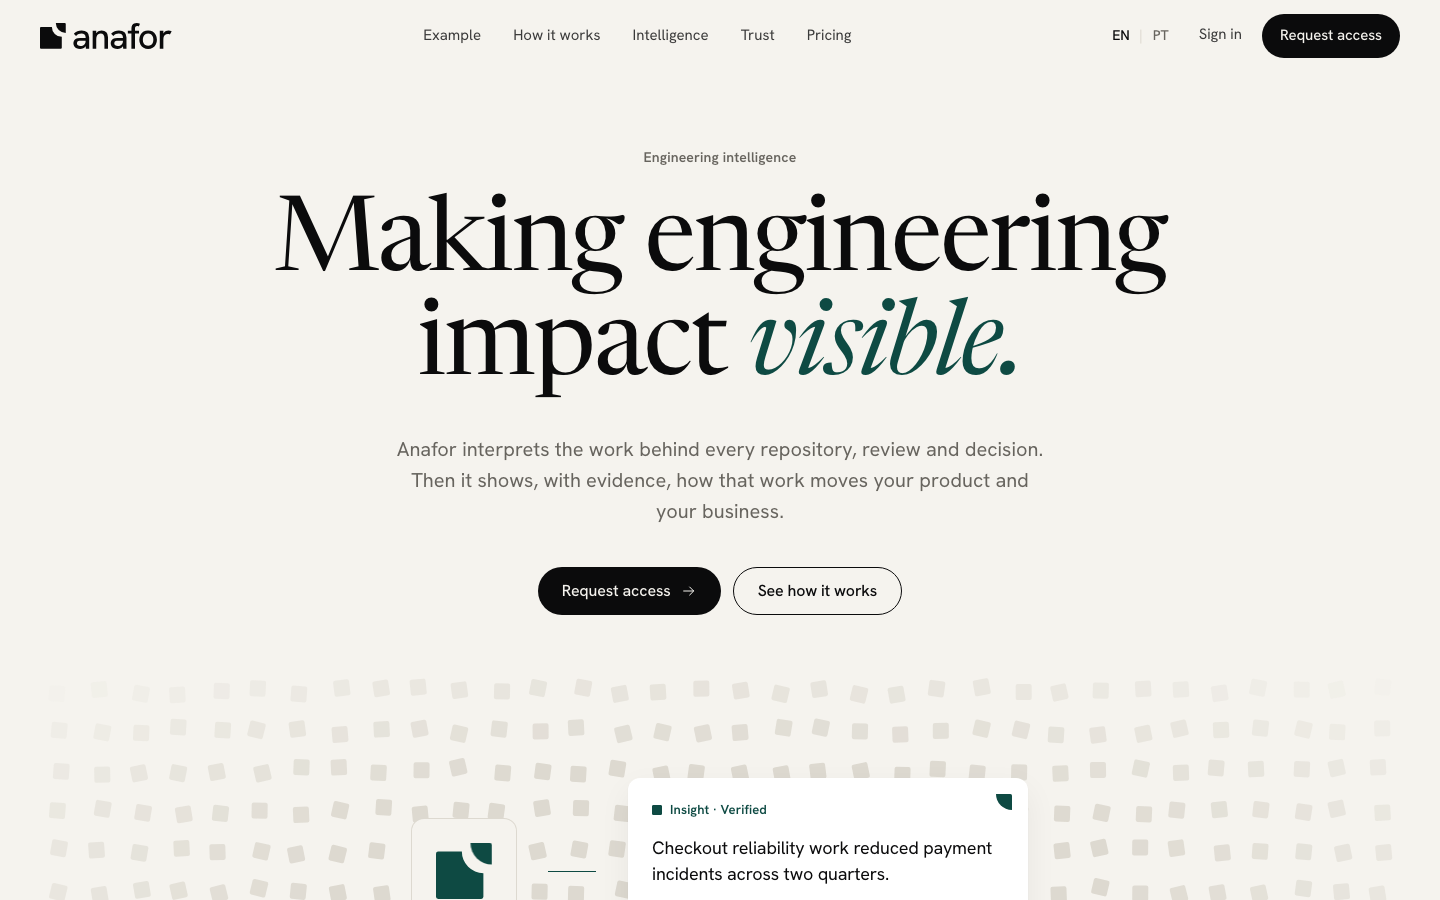 anafor
Example
How it works
Intelligence
Trust
Pricing
EN | PT
Sign in
Request access
Engineering intelligence
Making engineering
impact visible.
Anafor interprets the work behind every repository, review and decision.
Then it shows, with evidence, how that work moves your product and
your business.
Request access →
See how it works
Insight · Verified
Checkout reliability work reduced payment
incidents across two quarters.